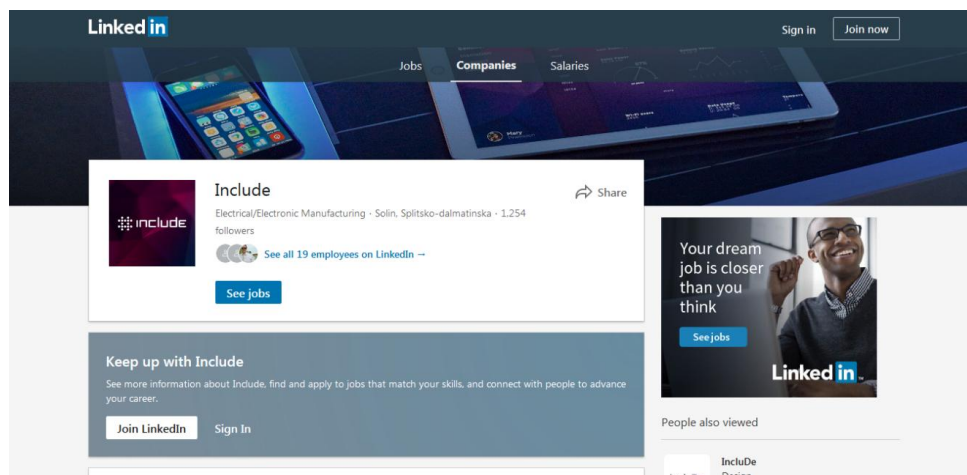 Linked in
Sign in
Join now
Jobs
Companies
Salaries
Mary
include
Include
Share
Electrical/Electronic Manufacturing · Solin, Splitsko-dalmatinska · 1.254
followers
See all 19 employees on LinkedIn →
See jobs
Your dream
job is closer
than you
think
See jobs
Linked in
Keep up with Include
See more information about Include, find and apply to jobs that match your skills, and connect with people to advance
your career.
Join LinkedIn
Sign In
People also viewed
IncluDe